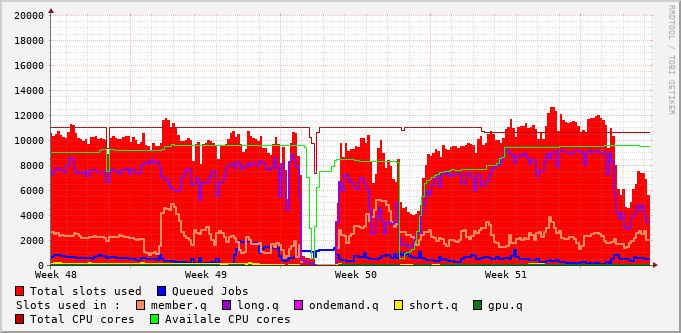 20000
18000
16000
14000
12000
10000
8000
6000
4000
2000
0
Week 48 Week 49 Week 50 Week 51
RRDTOOL / TOBI OETIKER
Total slots used Queued Jobs
Slots used in : member.q long.q ondemand.q short.q gpu.q
Total CPU cores Availale CPU cores